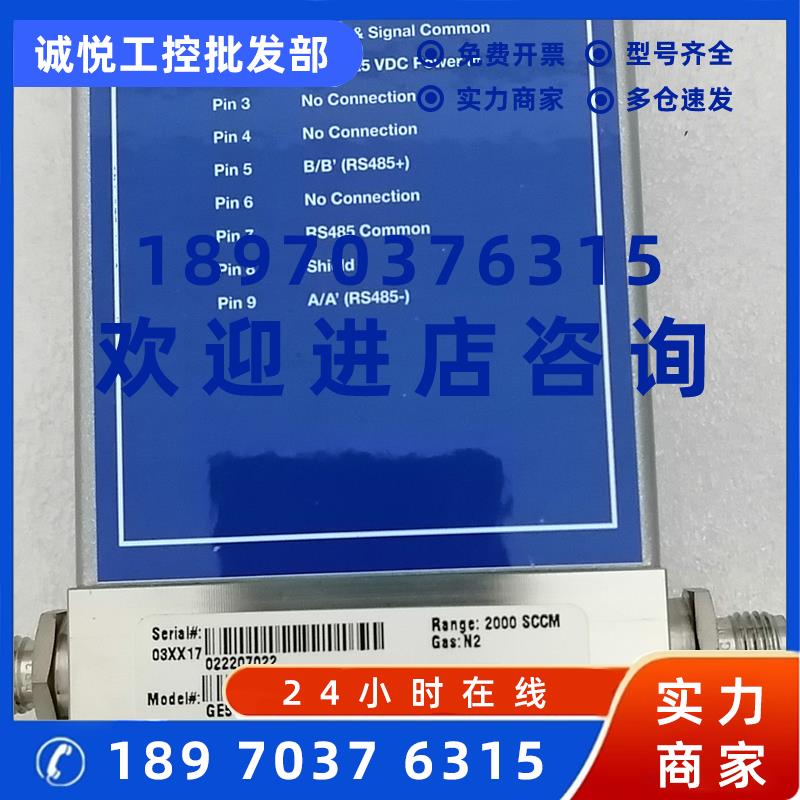 诚悦工控批发部
& Signal Common
免费开票 型号齐全
5 VDC Power
实力商家 多仓速发
Pin 3 No Connection
Pin 4 No Connection
Pin 5 B/B' (RS485+)
Pin 6 No Connection
Pin 7 RS485 Common
18970376315
Pin 8 Shield
Pin 9 A/A' (RS485-)
欢迎进店咨询
Serial#: Range: 2000 SCCM
03XX17 Gas:N2
022207022
Model#:
GE5
24小时在线
实力商家
189 7037 6315